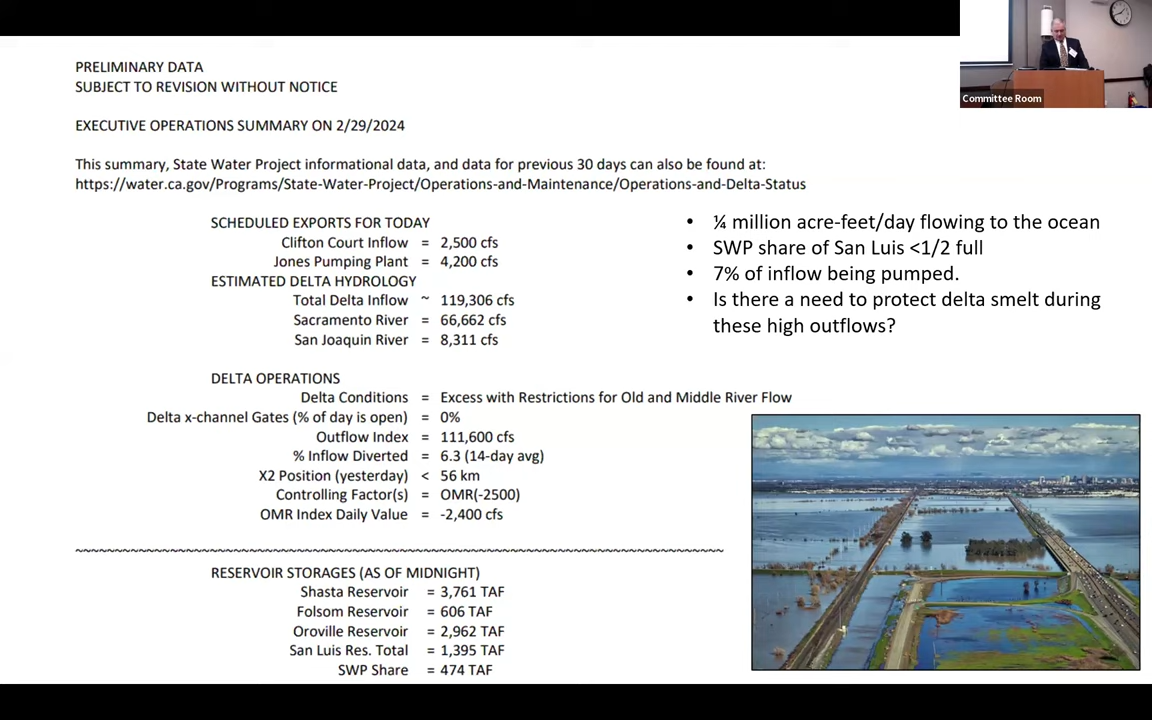 PRELIMINARY DATA
SUBJECT TO REVISION WITHOUT NOTICE
EXECUTIVE OPERATIONS SUMMARY ON 2/29/2024
This summary, State Water Project informational data, and data for previous 30 days can also be found at:
https://water.ca.gov/Programs/State-Water-Project/Operations-and-Maintenance/Operations-and-Delta-Status
SCHEDULED EXPORTS FOR TODAY
Clifton Court Inflow = 2,500 cfs
Jones Pumping Plant = 4,200 cfs
ESTIMATED DELTA HYDROLOGY
Total Delta Inflow ~ 119,306 cfs
Sacramento River = 66,662 cfs
San Joaquin River = 8,311 cfs
DELTA OPERATIONS
Delta Conditions = Excess with Restrictions for Old and Middle River Flow
Delta x-channel Gates (% of day is open) = 0%
Outflow Index = 111,600 cfs
% Inflow Diverted = 6.3 (14-day avg)
X2 Position (yesterday) < 56 km
Controlling Factor(s) = OMR(-2500)
OMR Index Daily Value = -2,400 cfs
~~~~~~~~~~~~~~~~~~~~~~~~~~~~~~~~~~~~~~~~~~~~~~~~~~~~~~~~~~~~~~~~~~~~~~~~~~~~~~~~~~~~~~~
RESERVOIR STORAGES (AS OF MIDNIGHT)
Shasta Reservoir = 3,761 TAF
Folsom Reservoir = 606 TAF
Oroville Reservoir = 2,962 TAF
San Luis Res. Total = 1,395 TAF
SWP Share = 474 TAF
• ¼ million acre-feet/day flowing to the ocean
• SWP share of San Luis <1/2 full
• 7% of inflow being pumped.
• Is there a need to protect delta smelt during
these high outflows?
Committee Room